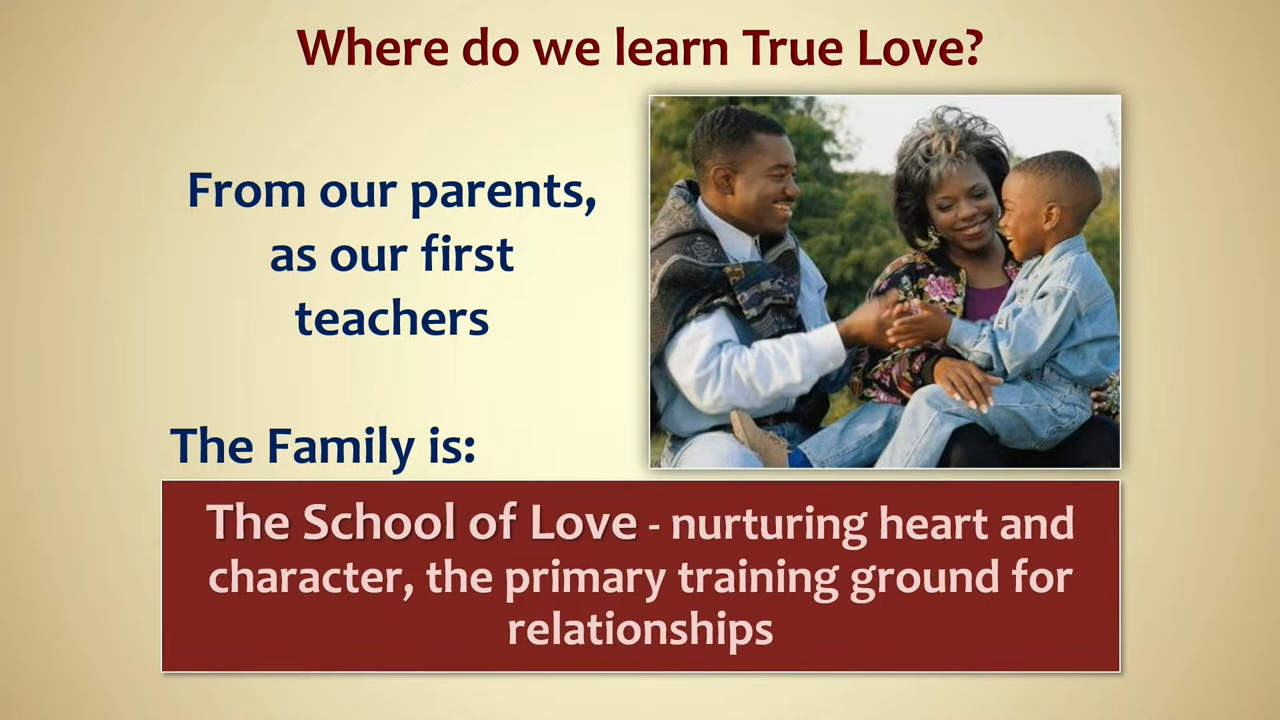 Where do we learn True Love?
From our parents,
as our first
teachers
The Family is:
The School of Love - nurturing heart and
character, the primary training ground for
relationships